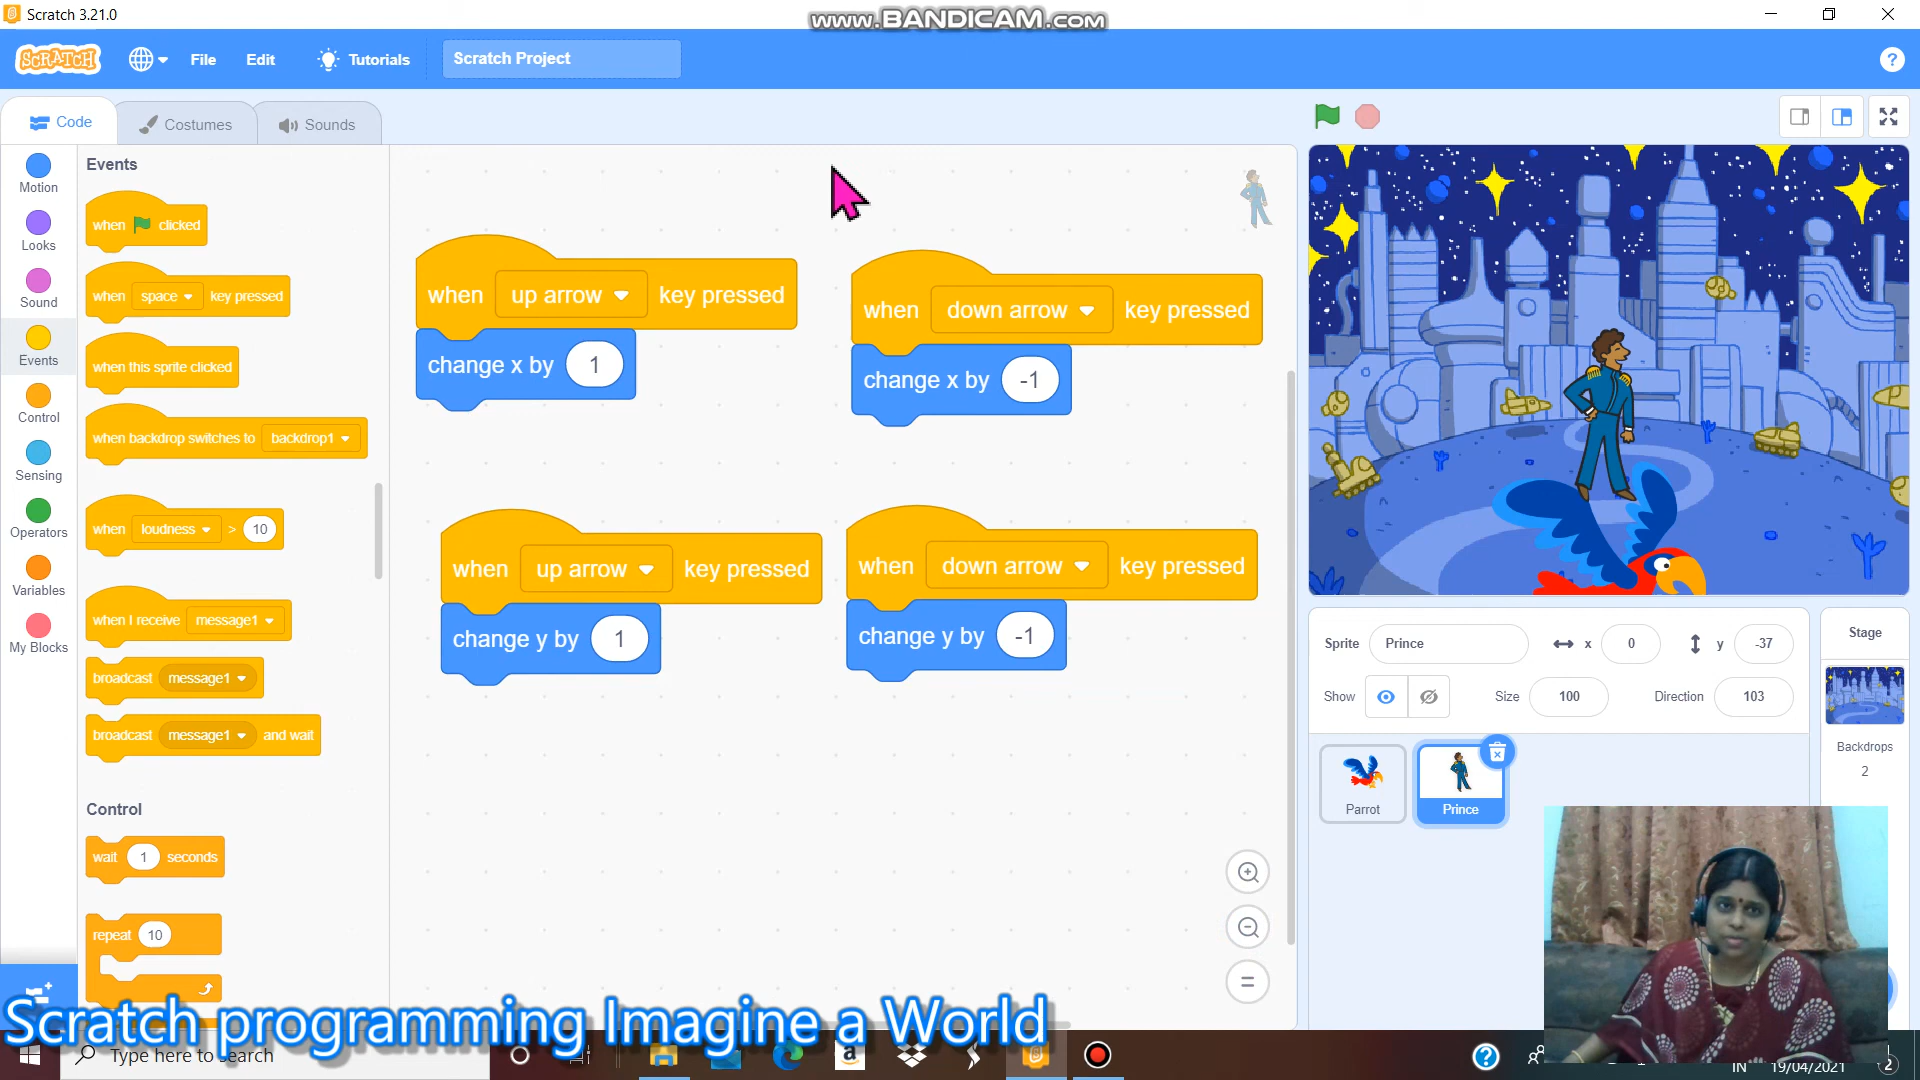 Scratch 3.21.0
www.BANDICAM.com
SCRATCH
File
Edit
Tutorials
Scratch Project
Code
Costumes
Sounds
Motion
Looks
Sound
Events
Control
Sensing
Operators
Variables
My Blocks
Events
when clicked
when space key pressed
when this sprite clicked
when backdrop switches to backdrop1
when loudness > 10
when I receive message1
broadcast message1
broadcast message1 and wait
Control
wait 1 seconds
repeat 10
when up arrow key pressed
change x by 1
when down arrow key pressed
change x by -1
when up arrow key pressed
change y by 1
when down arrow key pressed
change y by -1
Sprite Prince x 0 y -37
Show Size 100 Direction 103
Parrot
Prince
Stage
Backdrops
2
Scratch programming Imagine a World
Type here to search
IN
19/04/2021
2